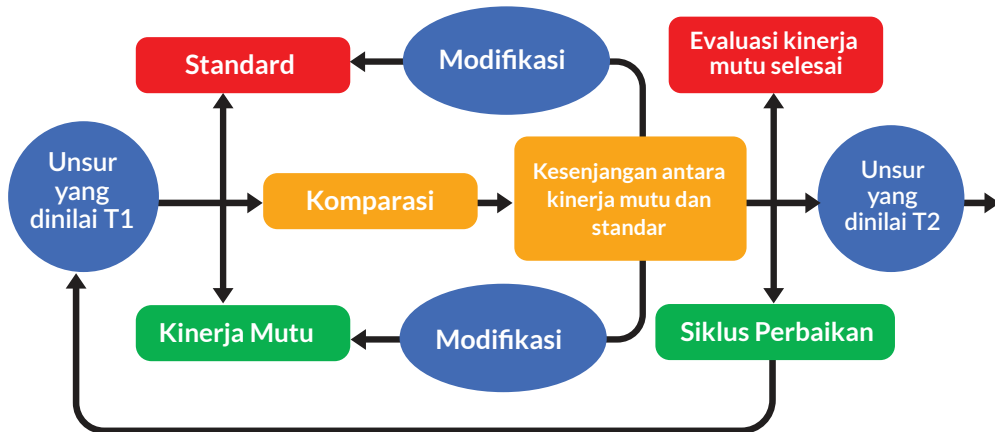 Standard
Modifikasi
Evaluasi kinerja
mutu selesai
Unsur
yang
dinilai T1
Komparasi
Kesenjangan antara
kinerja mutu dan
standar
Unsur
yang
dinilai T2
Kinerja Mutu
Modifikasi
Siklus Perbaikan